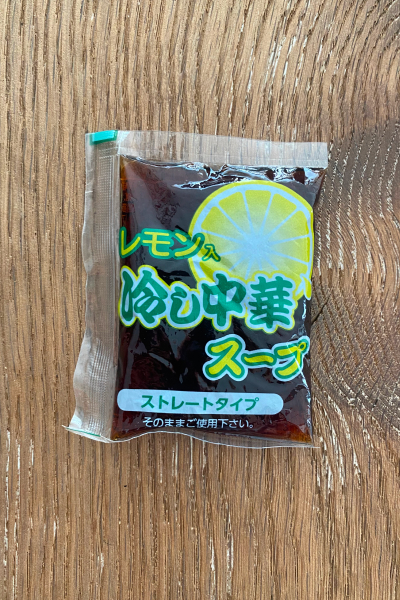 レモン入
冷し中華
スープ
ストレートタイプ
そのままご使用下さい。